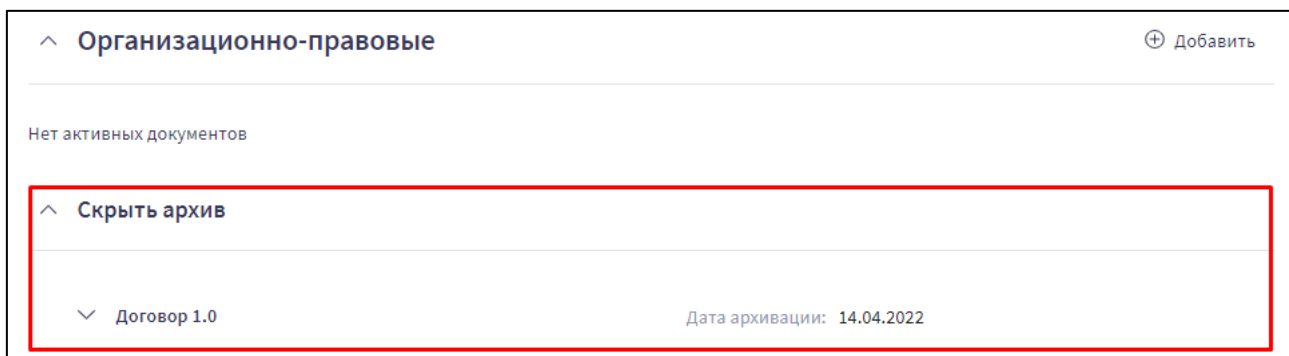 Организационно-правовые Добавить
Нет активных документов
Скрыть архив
Договор 1.0 Дата архивации: 14.04.2022